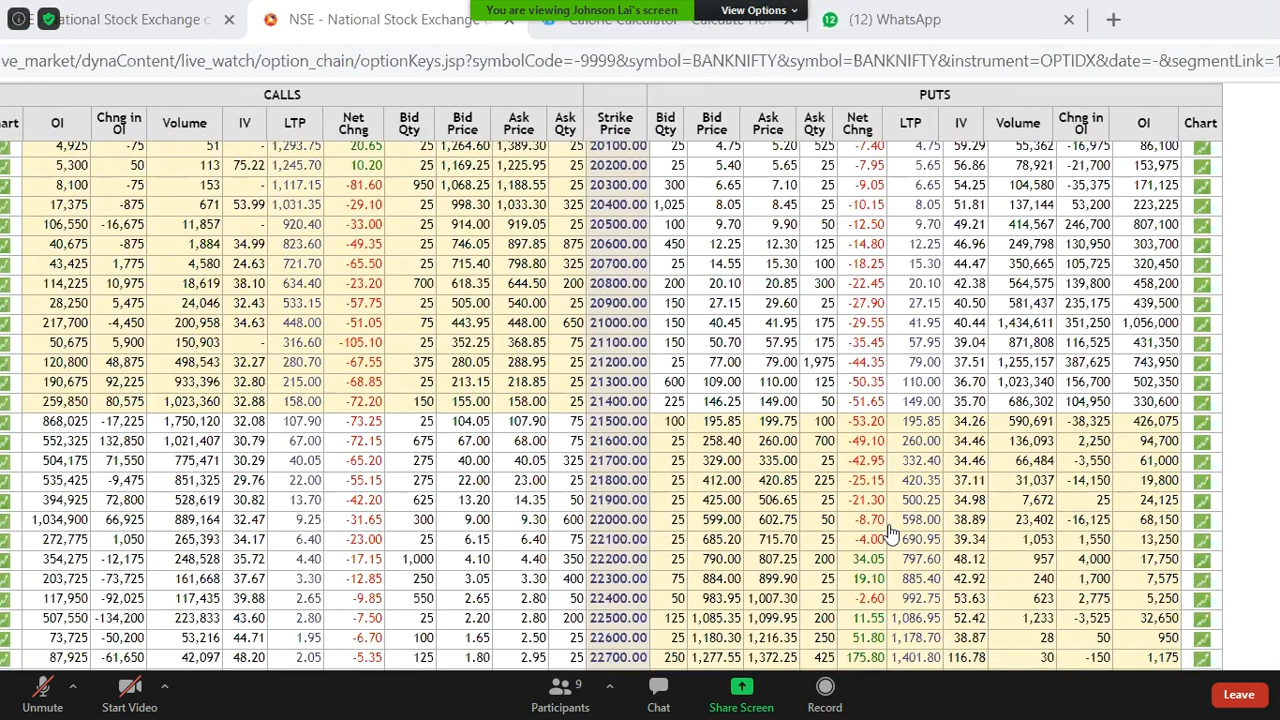 National Stock Exchange c
NSE - National Stock Exchange
You are viewing Johnson Lai's screen
View Options
Calorie Calculator - Calculate
(12) WhatsApp
ve_market/dynaContent/live_watch/option_chain/optionKeys.jsp?symbolCode=-9999&symbol=BANKNIFTY&symbol=BANKNIFTY&instrument=OPTIDX&date=-&segmentLink=1
CALLS PUTS
hart OI Chng in OI Volume IV LTP Net Chng Bid Qty Bid Price Ask Price Ask Qty Strike Price Bid Qty Bid Price Ask Price Ask Qty Net Chng LTP IV Volume Chng in OI OI Chart
4,925 -75 51 - 1,293.75 20.65 25 1,264.60 1,389.30 25 20100.00 25 4.75 5.20 525 -7.40 4.75 59.29 55,362 -16,975 86,100
5,300 50 113 75.22 1,245.70 10.20 25 1,169.25 1,225.95 25 20200.00 25 5.40 5.65 25 -7.95 5.65 56.86 78,921 -21,700 153,975
8,100 -75 153 - 1,117.15 -81.60 950 1,068.25 1,188.55 25 20300.00 300 6.65 7.10 25 -9.05 6.65 54.25 104,580 -35,375 171,125
17,375 -875 671 53.99 1,031.35 -29.10 25 998.30 1,033.30 325 20400.00 1,025 8.05 8.45 25 -10.15 8.05 51.81 137,144 53,200 223,225
106,550 -16,675 11,857 - 920.40 -33.00 25 914.00 919.05 25 20500.00 100 9.70 9.90 50 -12.50 9.70 49.21 414,567 246,700 807,100
40,675 -875 1,884 34.99 823.60 -49.35 25 746.05 897.85 875 20600.00 450 12.25 12.30 125 -14.80 12.25 46.96 249,798 130,950 303,700
43,425 1,775 4,580 24.63 721.70 -65.50 25 715.40 798.80 325 20700.00 25 14.55 15.30 100 -18.25 15.30 44.47 350,665 105,725 320,450
114,225 10,975 18,619 38.10 634.40 -23.20 700 618.35 644.50 200 20800.00 200 20.10 20.85 300 -22.45 20.10 42.38 564,575 139,800 458,200
28,250 5,475 24,046 32.43 533.15 -57.75 25 505.00 540.00 25 20900.00 150 27.15 29.60 25 -27.90 27.15 40.50 581,437 235,175 439,500
217,700 -4,450 200,958 34.63 448.00 -51.05 75 443.95 448.00 650 21000.00 150 40.45 41.95 175 -29.55 41.95 40.44 1,434,611 351,250 1,056,000
50,675 5,900 150,903 - 316.60 -105.10 25 352.25 368.85 75 21100.00 150 50.70 57.95 175 -35.45 57.95 39.04 871,808 116,525 431,350
120,800 48,875 498,543 32.27 280.70 -67.55 375 280.05 288.95 25 21200.00 25 77.00 79.00 1,975 -44.35 79.00 37.51 1,255,157 387,625 743,950
190,675 92,225 933,396 32.80 215.00 -68.85 25 213.15 218.85 25 21300.00 600 109.00 110.00 125 -50.35 110.00 36.70 1,023,340 156,700 502,350
259,850 80,575 1,023,360 32.88 158.00 -72.20 150 155.00 158.00 25 21400.00 225 146.25 149.00 50 -51.65 149.00 35.70 686,302 104,950 330,600
868,025 -17,225 1,750,120 32.08 107.90 -73.25 25 104.05 107.90 75 21500.00 100 195.85 199.75 100 -53.20 195.85 34.26 590,691 -38,325 426,075
552,325 132,850 1,021,407 30.79 67.00 -72.15 675 67.00 68.00 75 21600.00 25 258.40 260.00 700 -49.10 260.00 34.46 136,093 2,250 94,700
504,175 71,550 775,471 30.29 40.05 -65.20 275 40.00 40.05 325 21700.00 25 329.00 335.00 25 -42.95 332.40 34.46 66,484 -3,550 61,000
535,425 -9,475 851,325 29.76 22.00 -55.15 275 22.00 23.00 25 21800.00 25 412.00 420.85 225 -25.15 420.35 37.11 31,037 -14,150 19,800
394,925 72,800 528,619 30.82 13.70 -42.20 625 13.20 14.35 50 21900.00 25 425.00 506.65 25 -21.30 500.25 34.98 7,672 25 24,125
1,034,900 66,925 889,164 32.47 9.25 -31.65 300 9.00 9.30 600 22000.00 25 599.00 602.75 50 -8.70 598.00 38.89 23,402 -16,125 68,150
272,775 1,050 265,393 34.17 6.40 -23.00 25 6.15 6.40 75 22100.00 25 685.20 715.70 25 -4.00 690.95 39.34 1,053 1,550 13,250
354,275 -12,175 248,528 35.72 4.40 -17.15 1,000 4.10 4.40 350 22200.00 25 790.00 807.25 200 34.05 797.60 48.12 957 4,000 17,750
203,725 -73,725 161,668 37.67 3.30 -12.85 250 3.05 3.30 400 22300.00 75 884.00 899.90 25 19.10 885.40 42.92 240 1,700 7,575
117,950 -92,025 117,435 39.88 2.65 -9.85 550 2.65 2.80 50 22400.00 50 983.95 1,007.30 25 -2.60 992.75 53.63 623 2,775 5,250
507,550 -134,200 223,833 43.60 2.80 -7.50 25 2.20 2.80 200 22500.00 125 1,085.35 1,099.95 200 11.55 1,086.95 52.42 1,233 -3,525 32,650
73,725 -50,200 53,216 44.71 1.95 -6.70 100 1.65 2.50 25 22600.00 25 1,180.30 1,216.35 250 51.80 1,178.70 38.87 28 50 950
87,925 -61,650 42,097 48.20 2.05 -5.35 125 1.80 2.95 25 22700.00 250 1,277.55 1,372.25 425 175.80 1,401.80 116.78 30 -150 1,175
9
Unmute Start Video Participants Chat Share Screen Record Leave